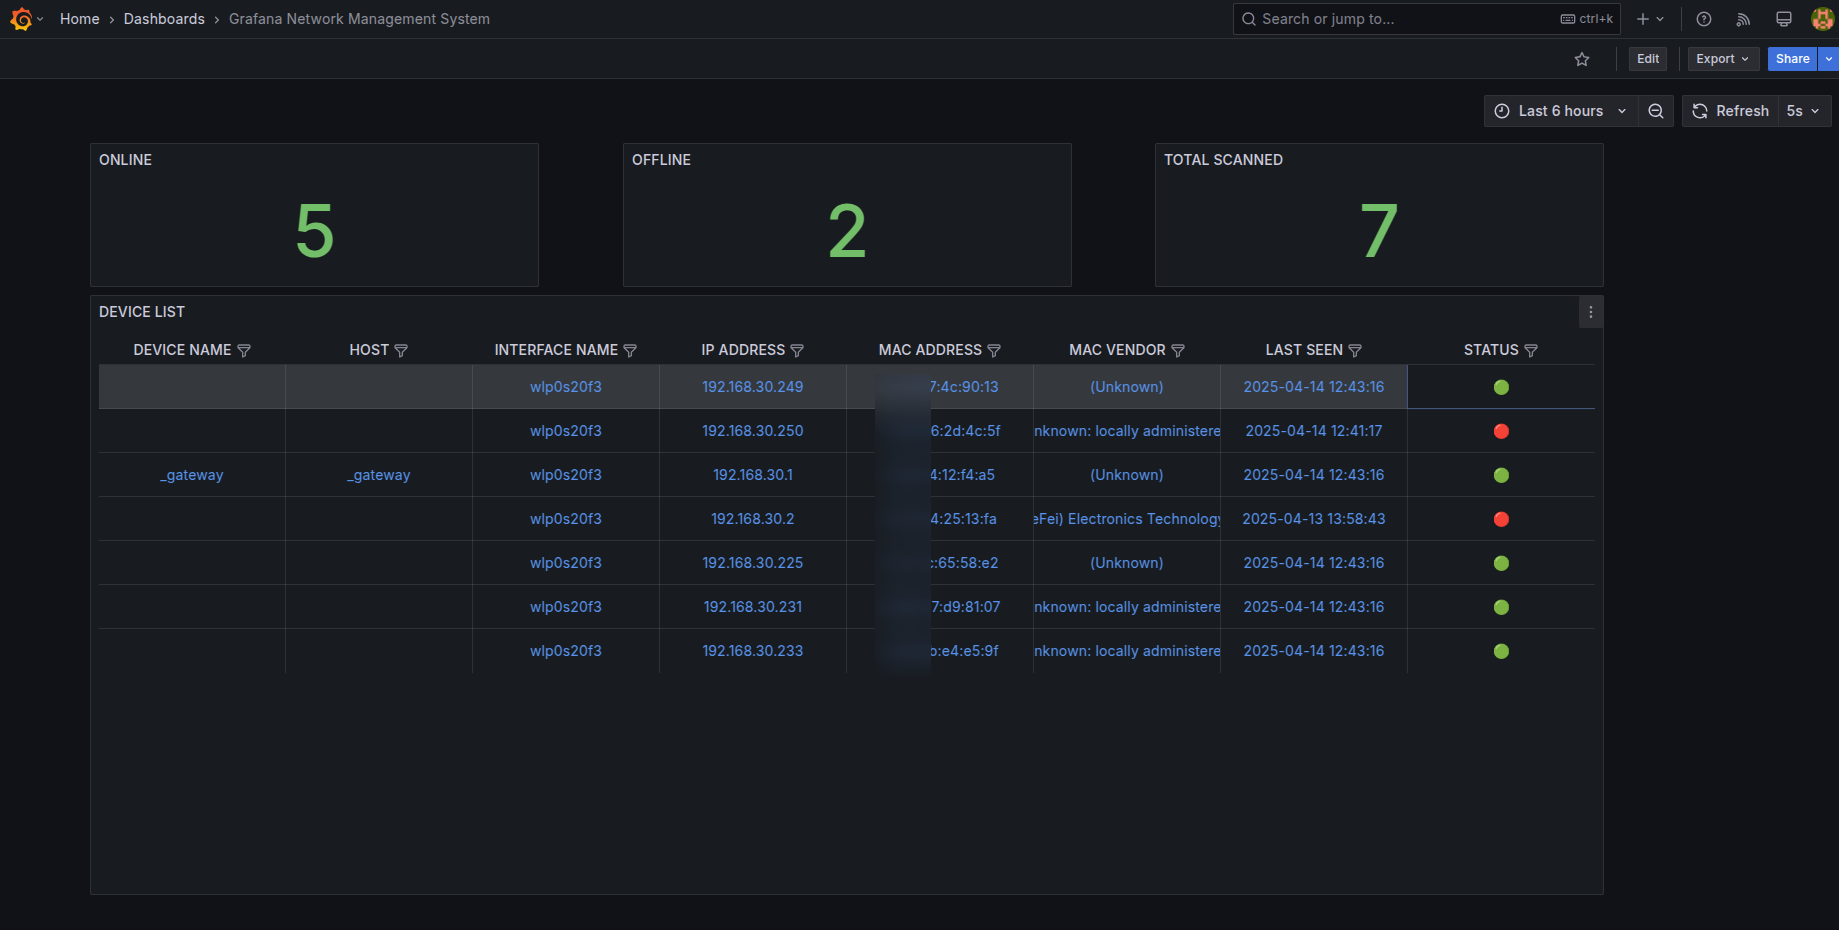 Home › Dashboards › Grafana Network Management System Search or jump to... ctrl+k
Edit Export Share
Last 6 hours Refresh 5s
ONLINE OFFLINE TOTAL SCANNED
5 2 7
DEVICE LIST
DEVICE NAME HOST INTERFACE NAME IP ADDRESS MAC ADDRESS MAC VENDOR LAST SEEN STATUS
wlp0s20f3 192.168.30.249 7:4c:90:13 (Unknown) 2025-04-14 12:43:16
wlp0s20f3 192.168.30.250 6:2d:4c:5f nknown: locally administere 2025-04-14 12:41:17
_gateway _gateway wlp0s20f3 192.168.30.1 4:12:f4:a5 (Unknown) 2025-04-14 12:43:16
wlp0s20f3 192.168.30.2 4:25:13:fa eFei) Electronics Technology 2025-04-13 13:58:43
wlp0s20f3 192.168.30.225 :65:58:e2 (Unknown) 2025-04-14 12:43:16
wlp0s20f3 192.168.30.231 7:d9:81:07 nknown: locally administere 2025-04-14 12:43:16
wlp0s20f3 192.168.30.233 :e4:e5:9f nknown: locally administere 2025-04-14 12:43:16